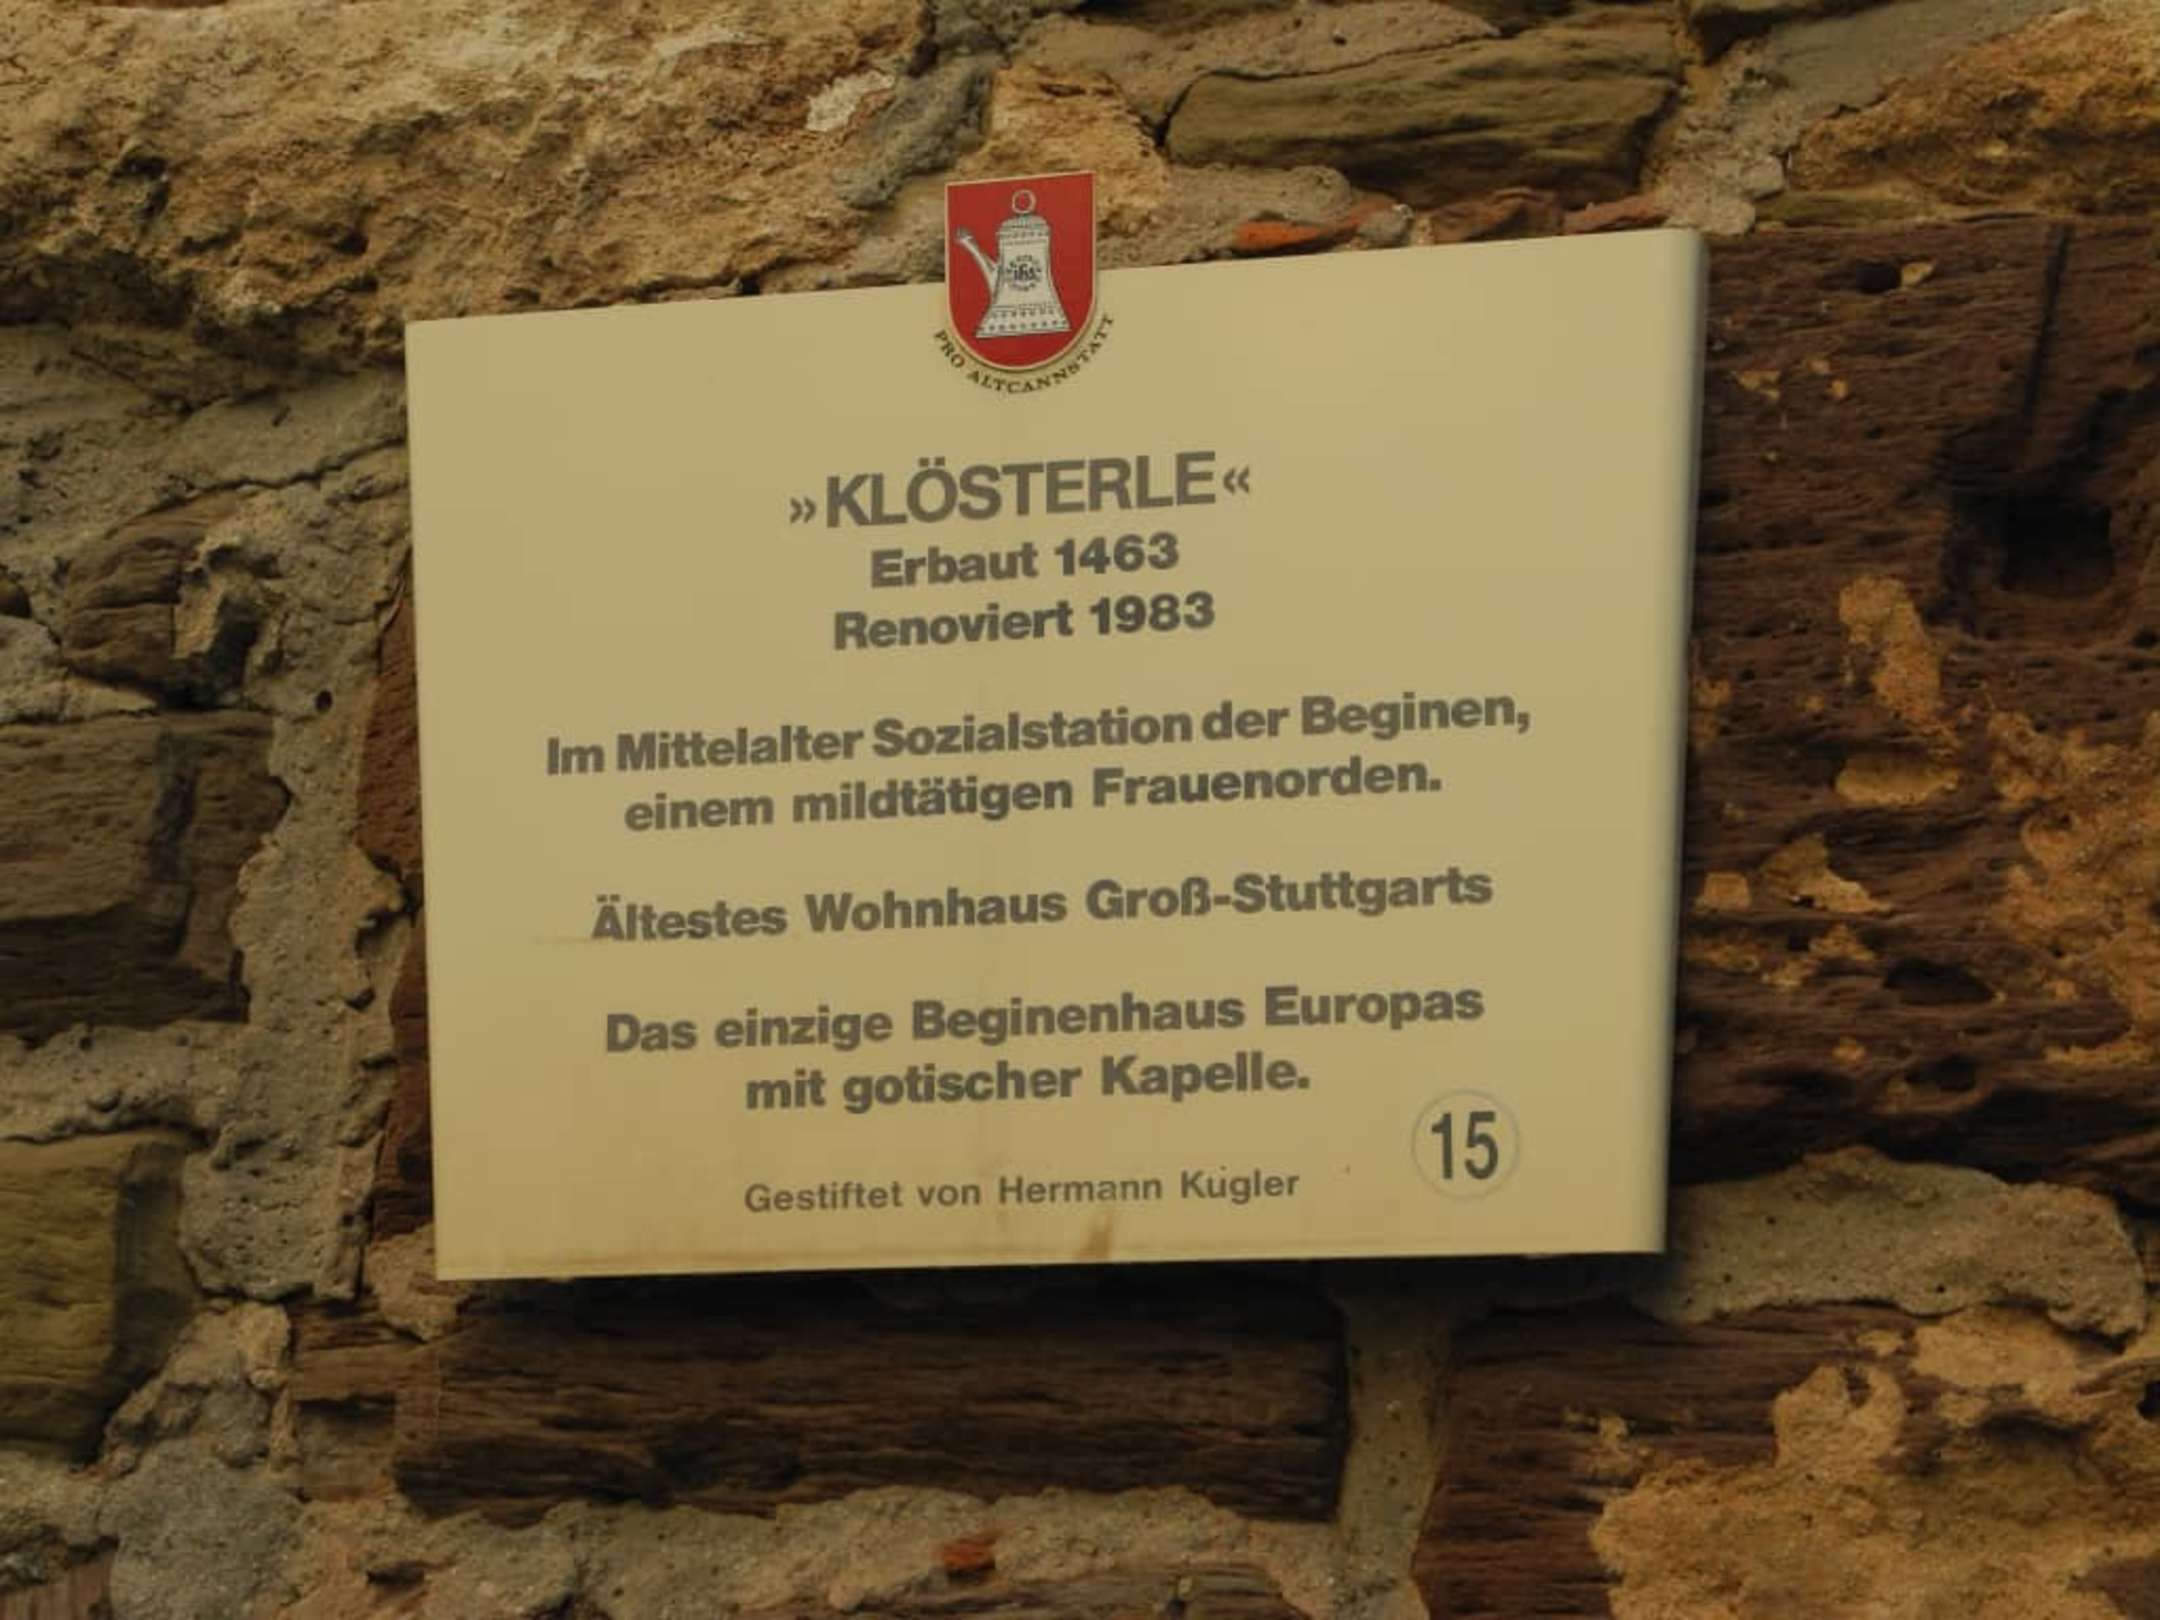 PRO ALTCANNSTATT
»KLÖSTERLE«
Erbaut 1463
Renoviert 1983
Im Mittelalter Sozialstation der Beginen,
einem mildtätigen Frauenorden.
Ältestes Wohnhaus Groß-Stuttgarts
Das einzige Beginenhaus Europas
mit gotischer Kapelle.
15
Gestiftet von Hermann Kugler